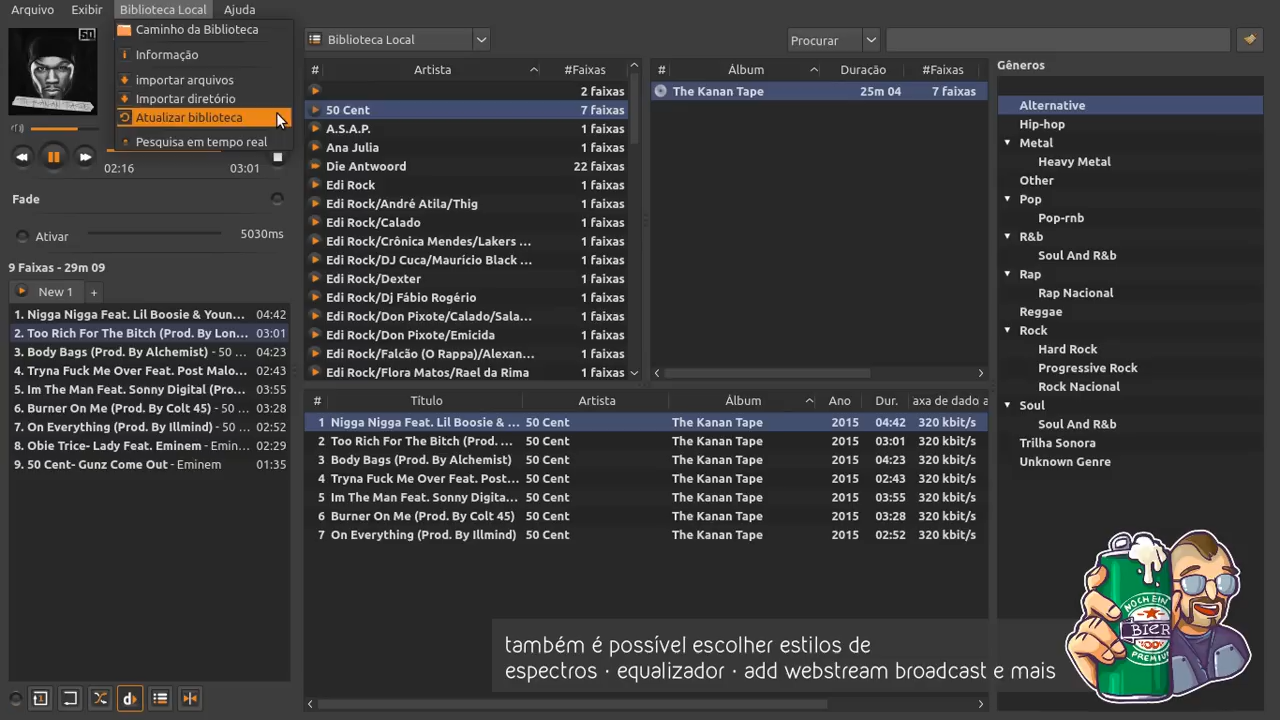 Arquivo Exibir Biblioteca Local Ajuda
50
Caminho da Biblioteca
Informação
importar arquivos
Importar diretório
Atualizar biblioteca
Pesquisa em tempo real
02:16 03:01
Fade
Ativar 5030ms
9 Faixas - 29m 09
New 1 +
1. Nigga Nigga Feat. Lil Boosie & Youn... 04:42
2. Too Rich For The Bitch (Prod. By Lon... 03:01
3. Body Bags (Prod. By Alchemist) - 50 ... 04:23
4. Tryna Fuck Me Over Feat. Post Malo... 02:43
5. Im The Man Feat. Sonny Digital (Pro... 03:55
6. Burner On Me (Prod. By Colt 45) - 50 ... 03:28
7. On Everything (Prod. By Illmind) - 50 ... 02:52
8. Obie Trice- Lady Feat. Eminem - Emin... 03:30
9. 50 Cent- Gunz Come Out - Eminem 01:35
Biblioteca Local
Procurar
# Artista #Faixas
2 faixas
50 Cent 7 faixas
A.S.A.P. 1 faixas
Ana Julia 1 faixas
Die Antwoord 22 faixas
Edi Rock 1 faixas
Edi Rock/André Atila/Thig 1 faixas
Edi Rock/Calado 1 faixas
Edi Rock/Crônica Mendes/Lakers ... 1 faixas
Edi Rock/DJ Cuca/Maurício Black ... 1 faixas
Edi Rock/Dexter 1 faixas
Edi Rock/Dj Fábio Rogério 1 faixas
Edi Rock/Don Pixote/Calado/Sala... 1 faixas
Edi Rock/Don Pixote/Emicida 1 faixas
Edi Rock/Falcão (O Rappa)/Alexan... 1 faixas
Edi Rock/Flora Matos/Rael da Rima 1 faixas
# Álbum Duração #Faixas
The Kanan Tape 25m 04 7 faixas
# Título Artista Álbum Ano Dur. axa de dado a
1 Nigga Nigga Feat. Lil Boosie & ... 50 Cent The Kanan Tape 2015 04:42 320 kbit/s
2 Too Rich For The Bitch (Prod. ... 50 Cent The Kanan Tape 2015 03:01 320 kbit/s
3 Body Bags (Prod. By Alchemist) 50 Cent The Kanan Tape 2015 04:23 320 kbit/s
4 Tryna Fuck Me Over Feat. Post... 50 Cent The Kanan Tape 2015 02:43 320 kbit/s
5 Im The Man Feat. Sonny Digita... 50 Cent The Kanan Tape 2015 03:55 320 kbit/s
6 Burner On Me (Prod. By Colt 45) 50 Cent The Kanan Tape 2015 03:28 320 kbit/s
7 On Everything (Prod. By Illmind) 50 Cent The Kanan Tape 2015 02:52 320 kbit/s
Gêneros
Alternative
Hip-hop
Metal
Heavy Metal
Other
Pop
Pop-rnb
R&b
Soul And R&b
Rap
Rap Nacional
Reggae
Rock
Hard Rock
Progressive Rock
Rock Nacional
Soul
Soul And R&b
Trilha Sonora
Unknown Genre
também é possível escolher estilos de
espectros · equalizador · add webstream broadcast e mais
NOCH EIN
BIER
100%
PREMIUM